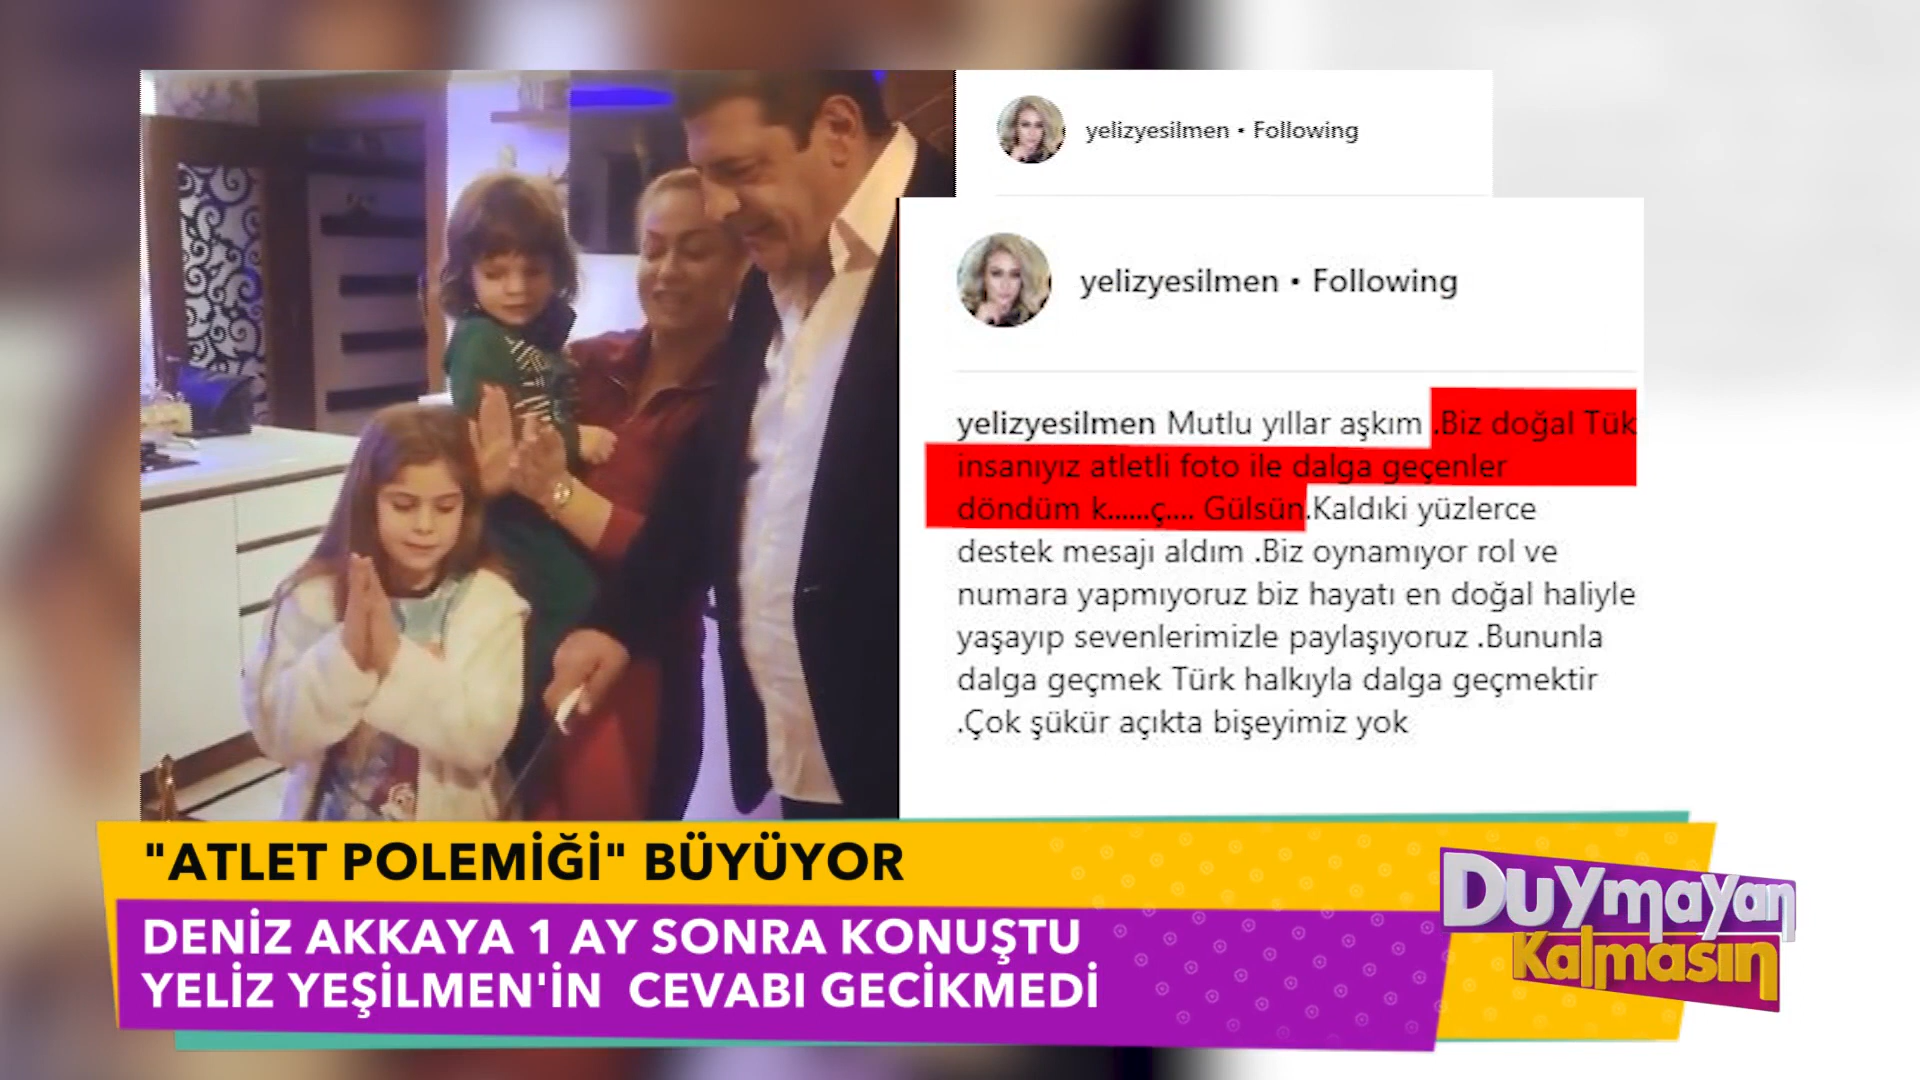 yelizyesilmen • Following
yelizyesilmen • Following
yelizyesilmen Mutlu yıllar aşkım .Biz doğal Tük
insanıyız atletli foto ile dalga geçenler
döndüm k......ç.... Gülsün.Kaldıki yüzlerce
destek mesajı aldım .Biz oynamıyor rol ve
numara yapmıyoruz biz hayatı en doğal haliyle
yaşayıp sevenlerimizle paylaşıyoruz .Bununla
dalga geçmek Türk halkıyla dalga geçmektir
.Çok şükür açıkta bişeyimiz yok
"ATLET POLEMİĞİ" BÜYÜYOR
DENİZ AKKAYA 1 AY SONRA KONUŞTU
YELİZ YEŞİLMEN'İN CEVABI GECİKMEDİ
Duymayan
Kalmasın